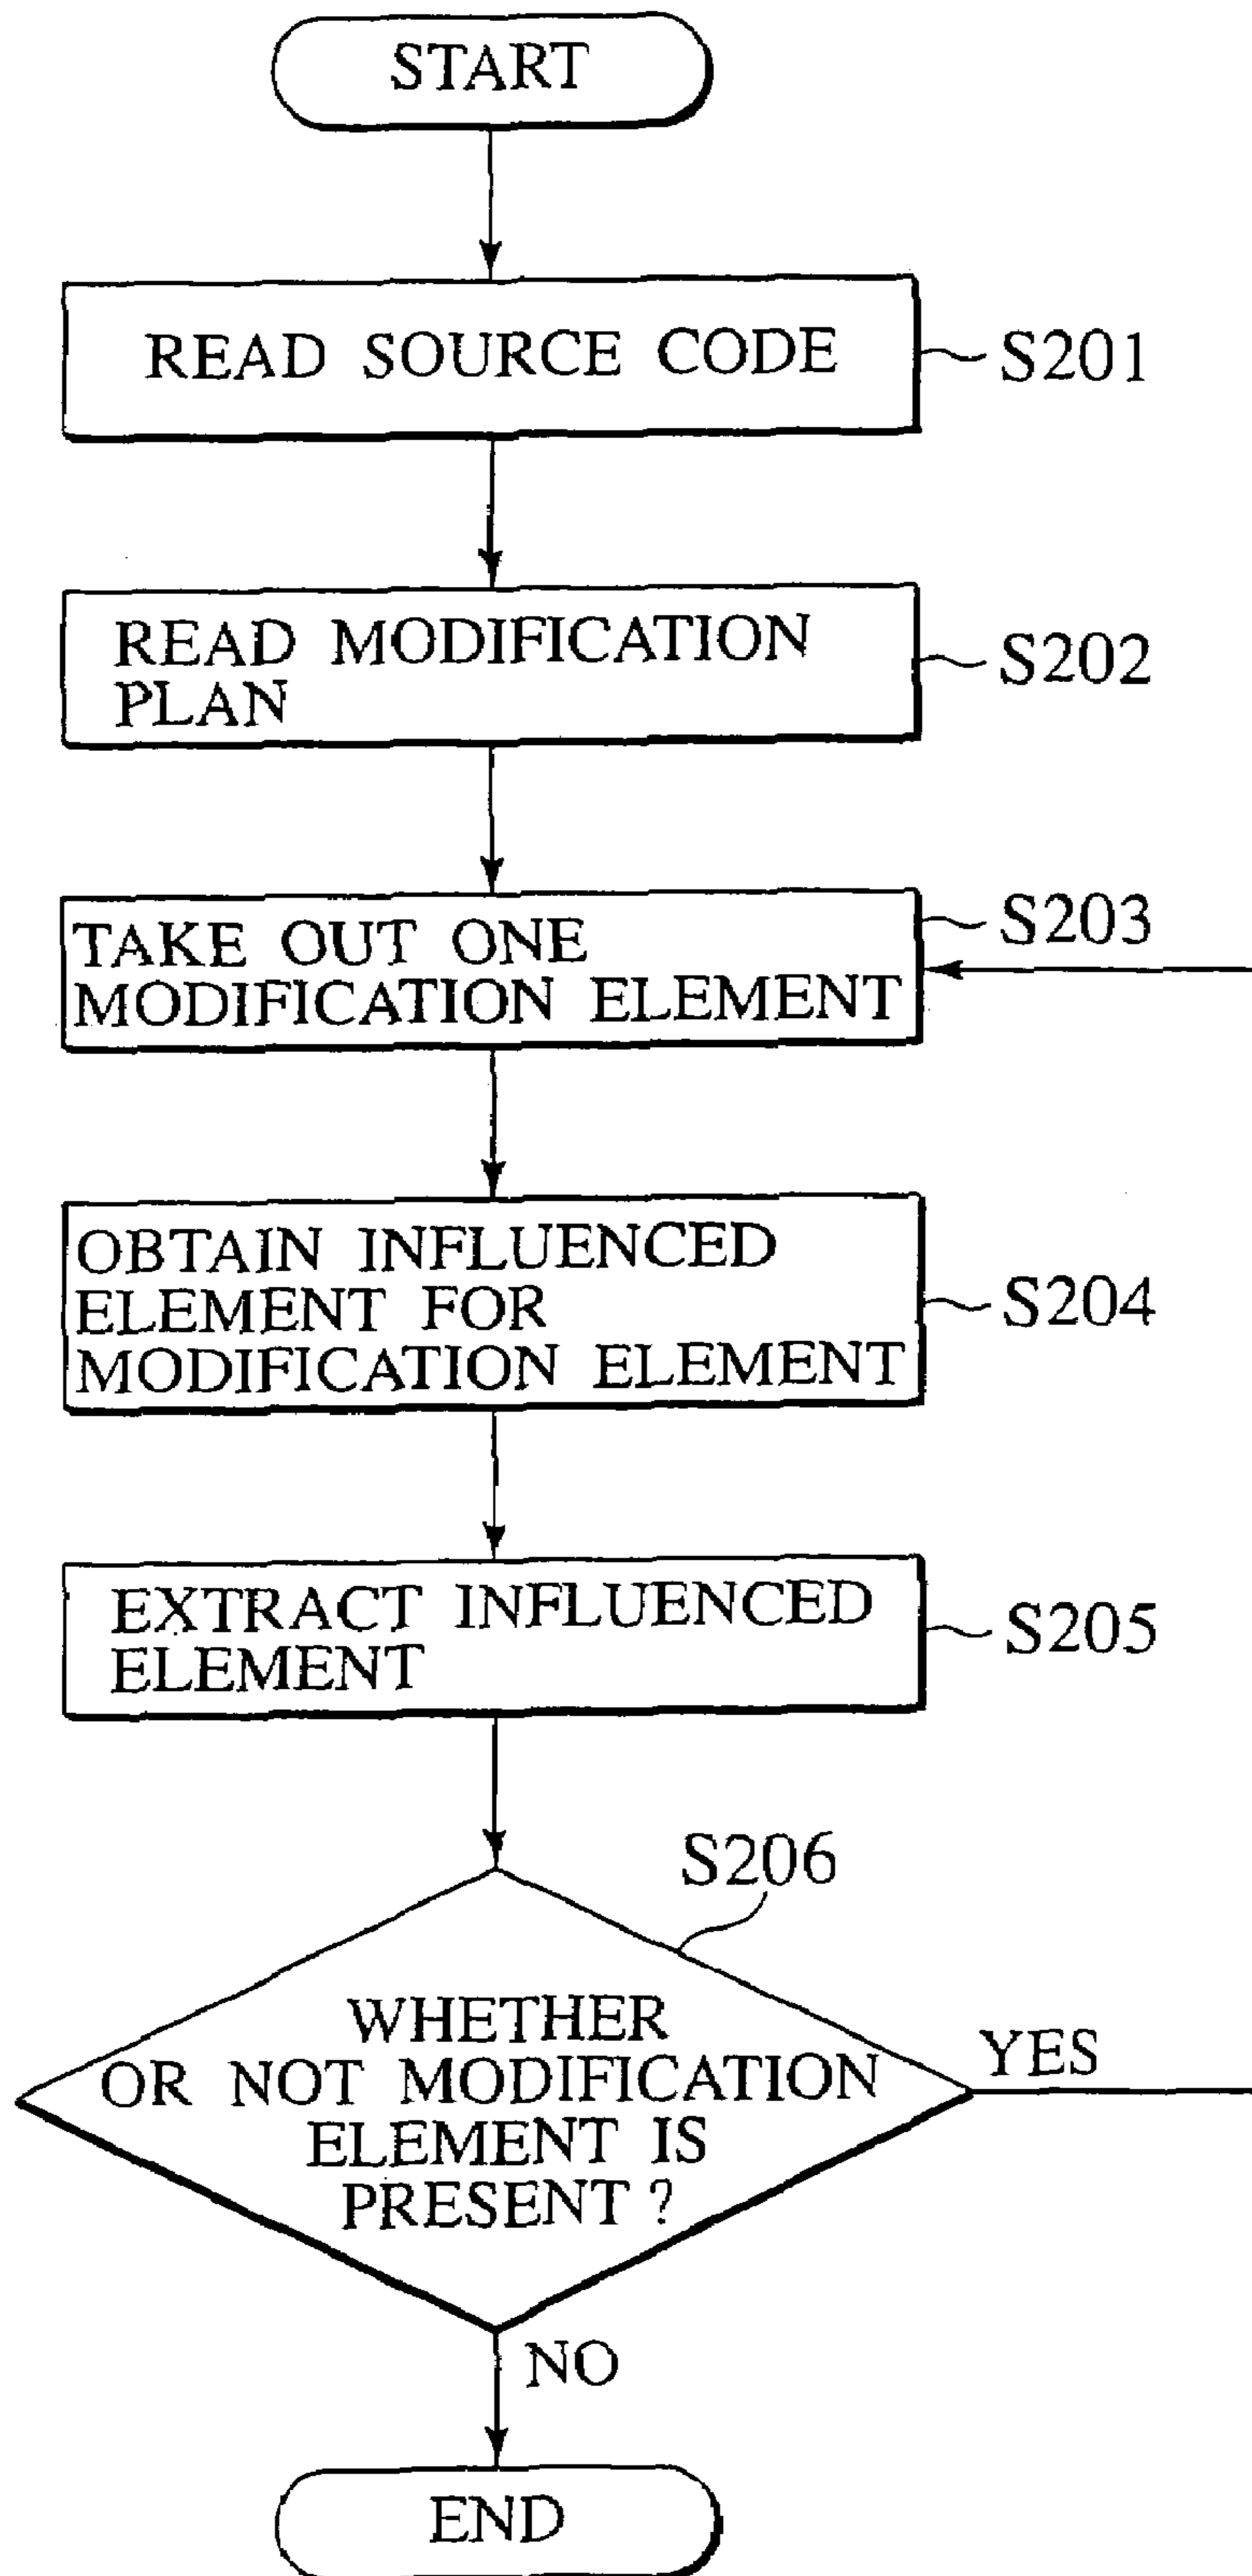 START
READ SOURCE CODE
S201
READ MODIFICATION
PLAN
S202
TAKE OUT ONE
MODIFICATION ELEMENT
S203
OBTAIN INFLUENCED
ELEMENT FOR
MODIFICATION ELEMENT
S204
EXTRACT INFLUENCED
ELEMENT
S205
S206
WHETHER
OR NOT MODIFICATION
ELEMENT IS
PRESENT ?
YES
NO
END